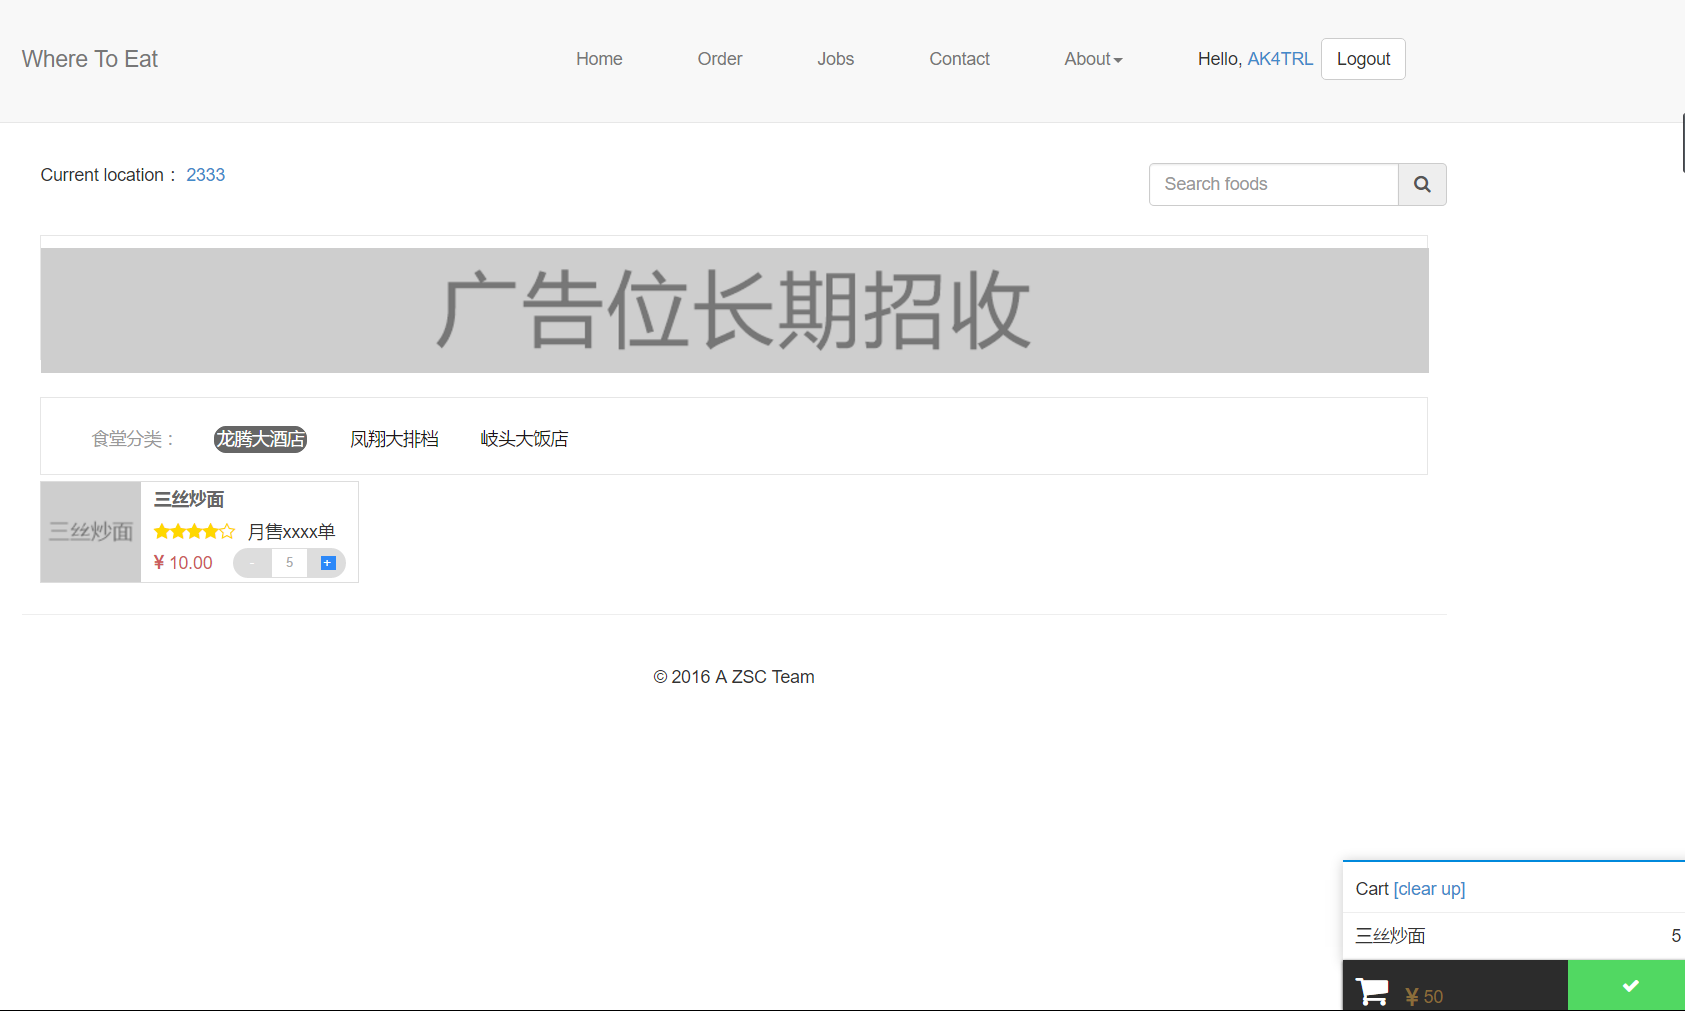 Where To Eat Home Order Jobs Contact About Hello, AK4TRL Logout
Current location： 2333 Search foods
广告位长期招收
食堂分类： 龙腾大酒店 凤翔大排档 岐头大饭店
三丝炒面
三丝炒面
月售xxxx单
¥ 10.00 - 5 +
© 2016 A ZSC Team
Cart [clear up]
三丝炒面 5
¥ 50